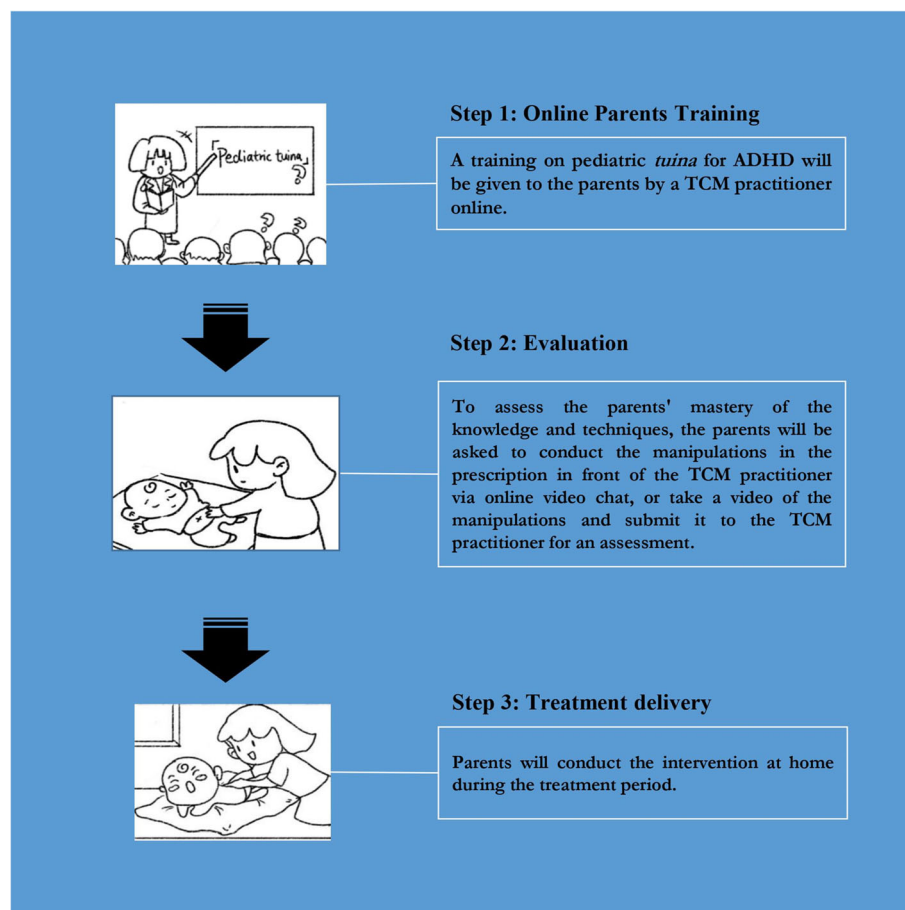 Step 1: Online Parents Training
「Pediatric tuina」
?
? ?
A training on pediatric tuina for ADHD will
be given to the parents by a TCM practitioner
online.
Step 2: Evaluation
To assess the parents' mastery of the
knowledge and techniques, the parents will be
asked to conduct the manipulations in the
prescription in front of the TCM practitioner
via online video chat, or take a video of the
manipulations and submit it to the TCM
practitioner for an assessment.
Step 3: Treatment delivery
Parents will conduct the intervention at home
during the treatment period.